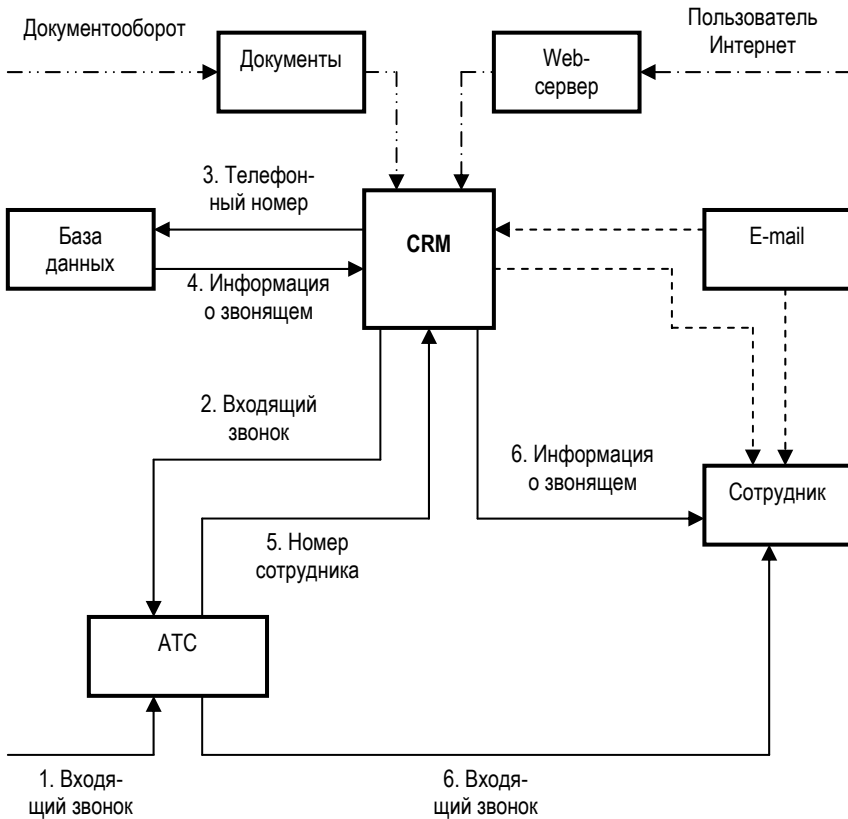 Документооборот
Документы
Web-
сервер
Пользователь
Интернет
3. Телефон-
ный номер
База
данных
CRM
E-mail
4. Информация
о звонящем
2. Входящий
звонок
6. Информация
о звонящем
Сотрудник
5. Номер
сотрудника
АТС
1. Входя-
щий звонок
6. Входя-
щий звонок